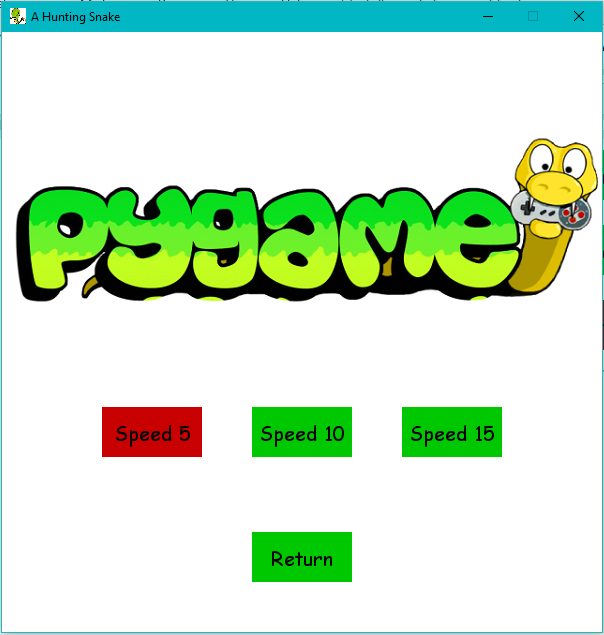 A Hunting Snake
pygame
Speed 5
Speed 10
Speed 15
Return